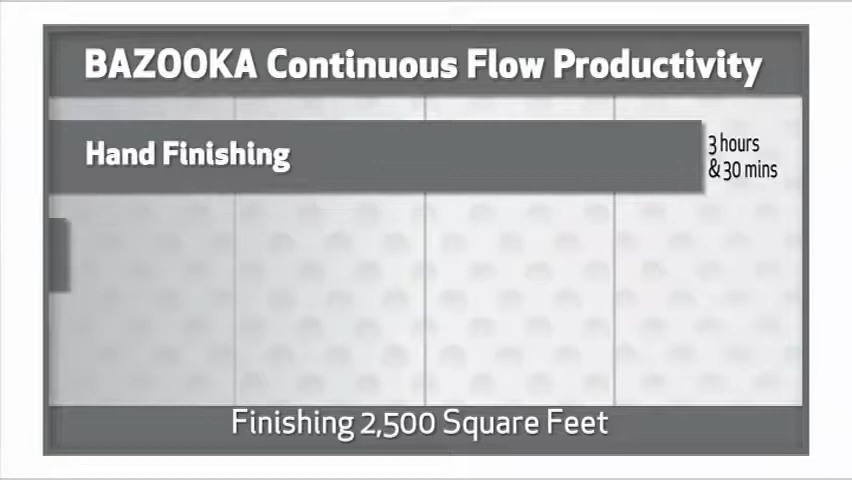 BAZOOKA Continuous Flow Productivity
Hand Finishing
3 hours
& 30 mins
Finishing 2,500 Square Feet